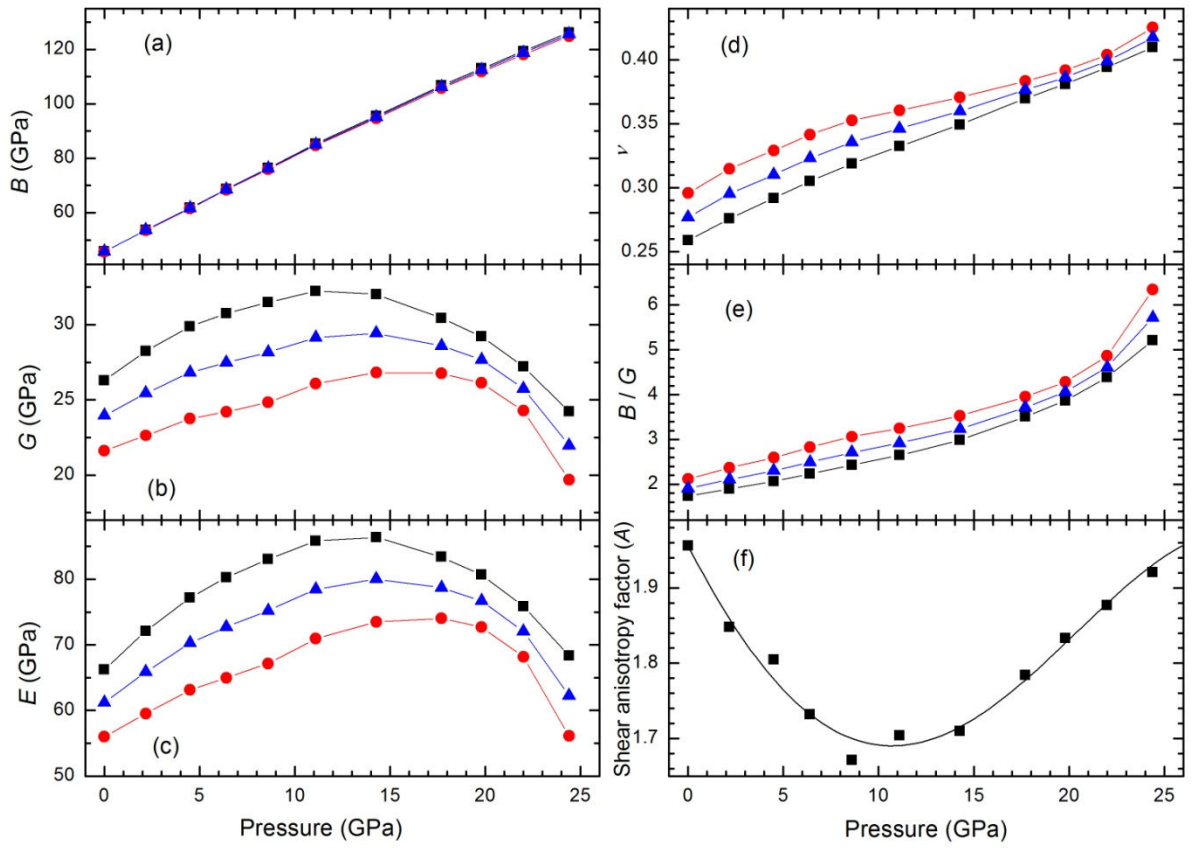 (a)
B (GPa)
120
100
80
60
(b)
G (GPa)
30
25
20
(c)
E (GPa)
80
70
60
50
0 5 10 15 20 25
Pressure (GPa)
(d)
ν
0.40
0.35
0.30
0.25
(e)
B / G
6
5
4
3
2
(f)
Shear anisotropy factor (A)
1.9
1.8
1.7
0 5 10 15 20 25
Pressure (GPa)